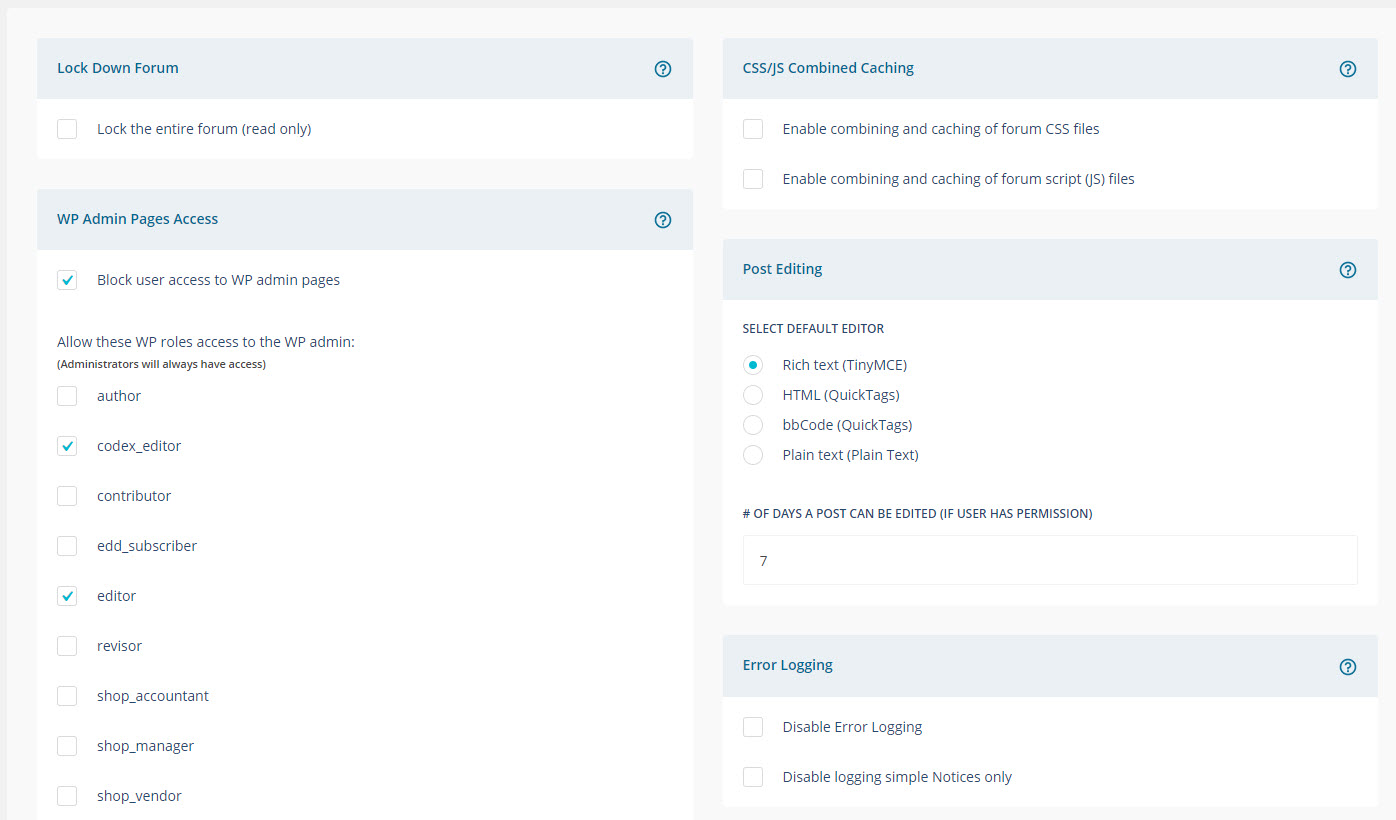 Lock Down Forum
Lock the entire forum (read only)
WP Admin Pages Access
Block user access to WP admin pages
Allow these WP roles access to the WP admin:
(Administrators will always have access)
author
codex_editor
contributor
edd_subscriber
editor
revisor
shop_accountant
shop_manager
shop_vendor
CSS/JS Combined Caching
Enable combining and caching of forum CSS files
Enable combining and caching of forum script (JS) files
Post Editing
SELECT DEFAULT EDITOR
Rich text (TinyMCE)
HTML (QuickTags)
bbCode (QuickTags)
Plain text (Plain Text)
# OF DAYS A POST CAN BE EDITED (IF USER HAS PERMISSION)
7
Error Logging
Disable Error Logging
Disable logging simple Notices only